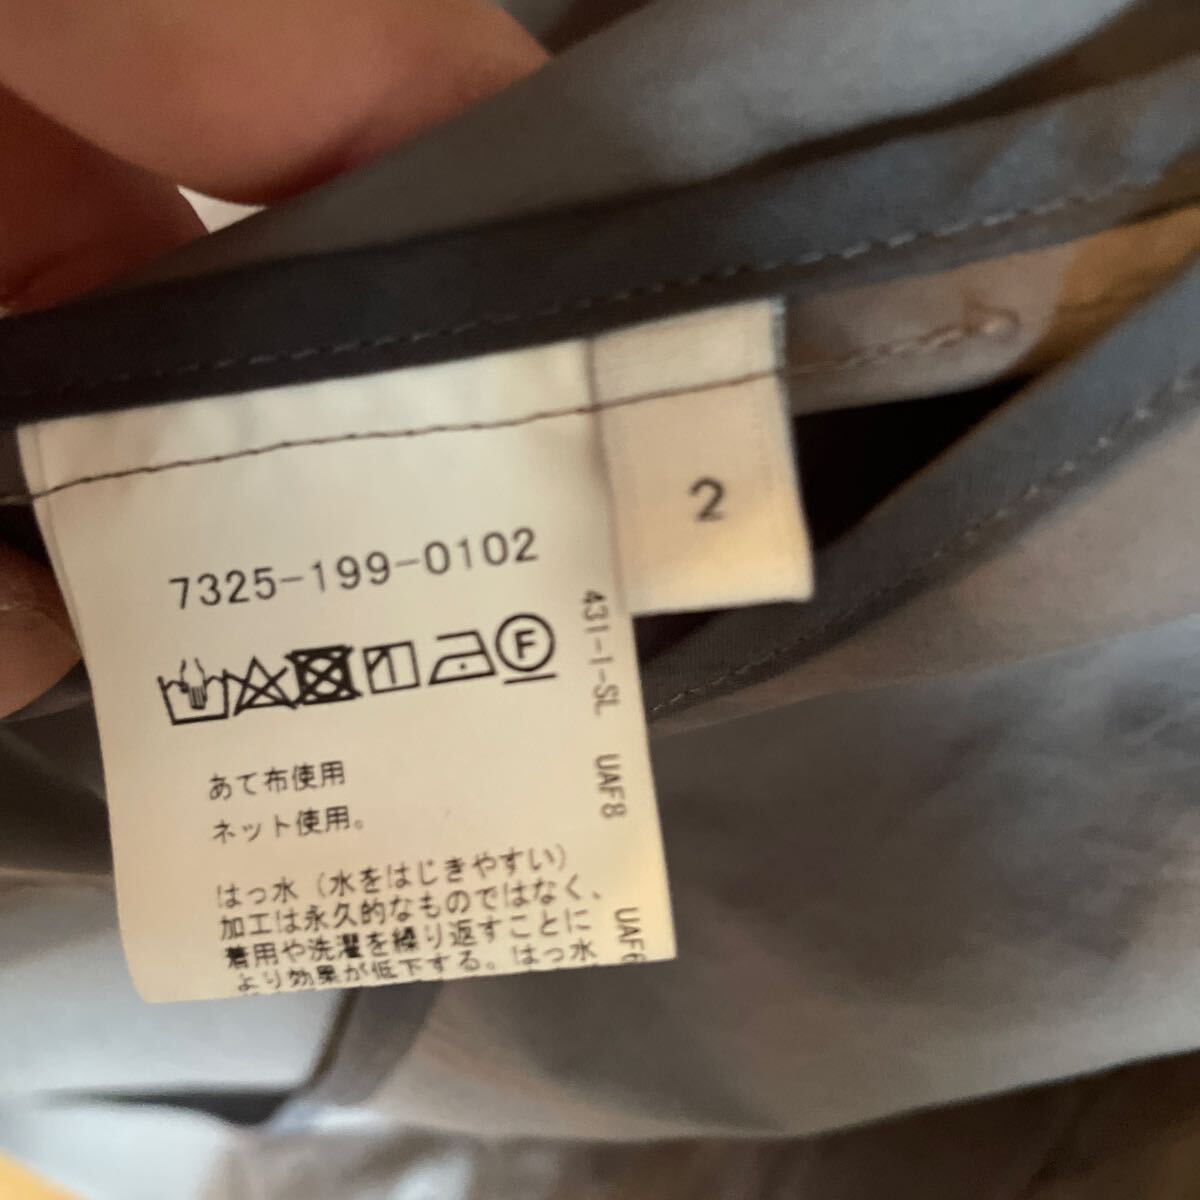 2
7325-199-0102
F
あて布使用
ネット使用。
はっ水（水をはじきやすい）
加工は永久的なものではなく、
着用や洗濯を繰り返すことに
より効果が低下する。はっ水
431-1-SL UAF8 UAF6